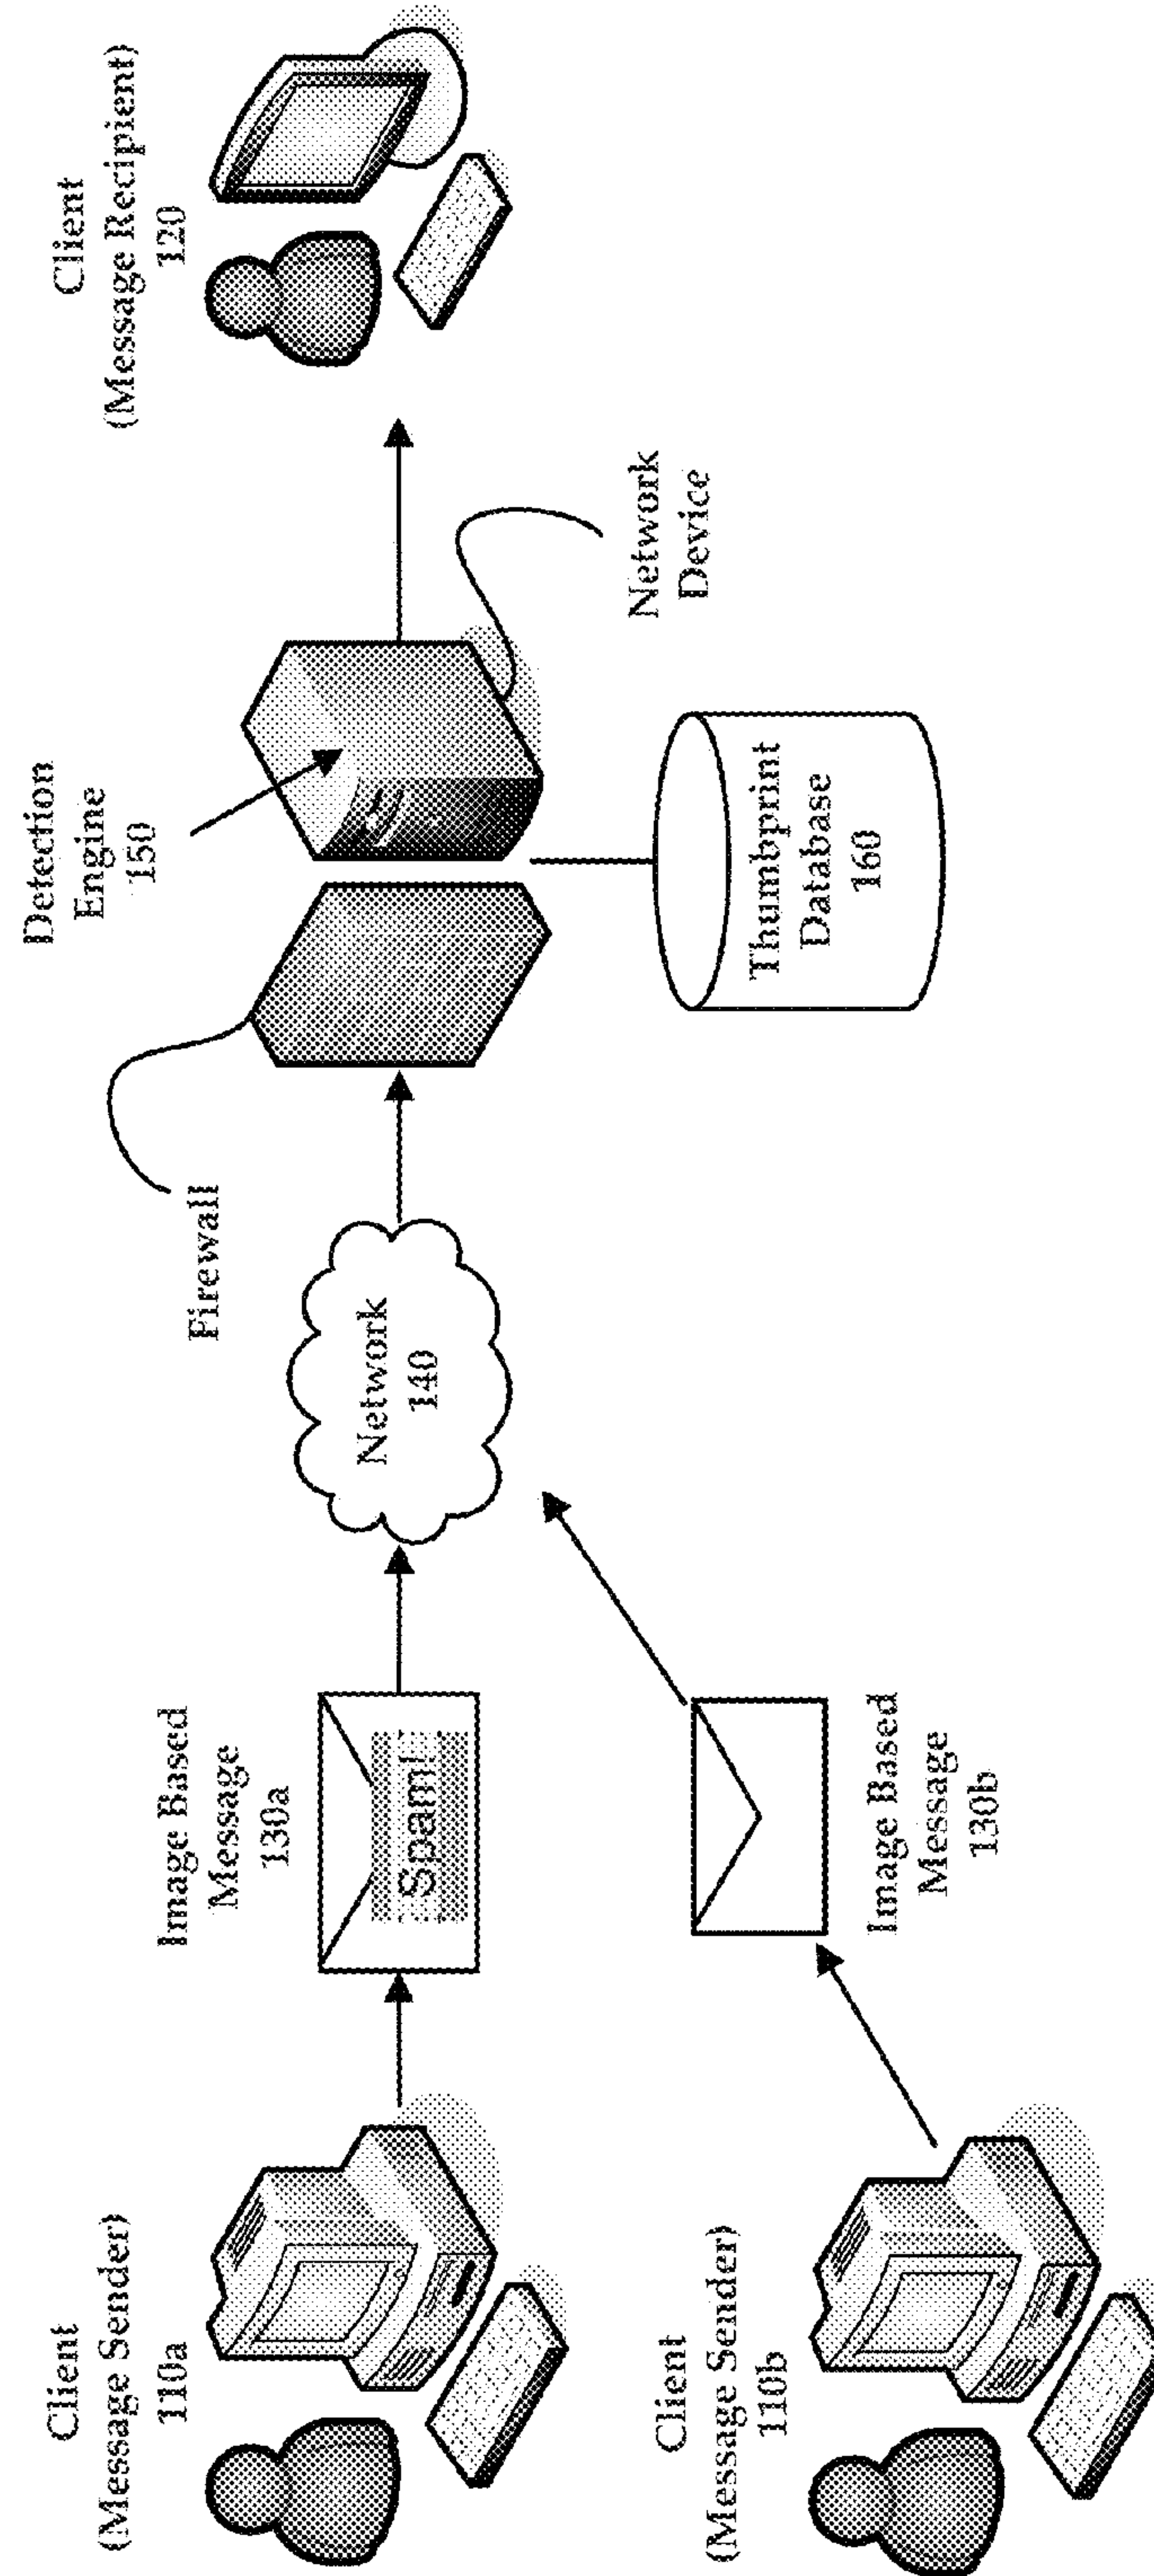 Client
(Message Sender)
110a
Image Based
Message
130a
Spam!
Network
140
Firewall
Detection
Engine
150
Client
(Message Recipient)
120
Network
Device
Thumbprint
Database
160
Client
(Message Sender)
110b
Image Based
Message
130b